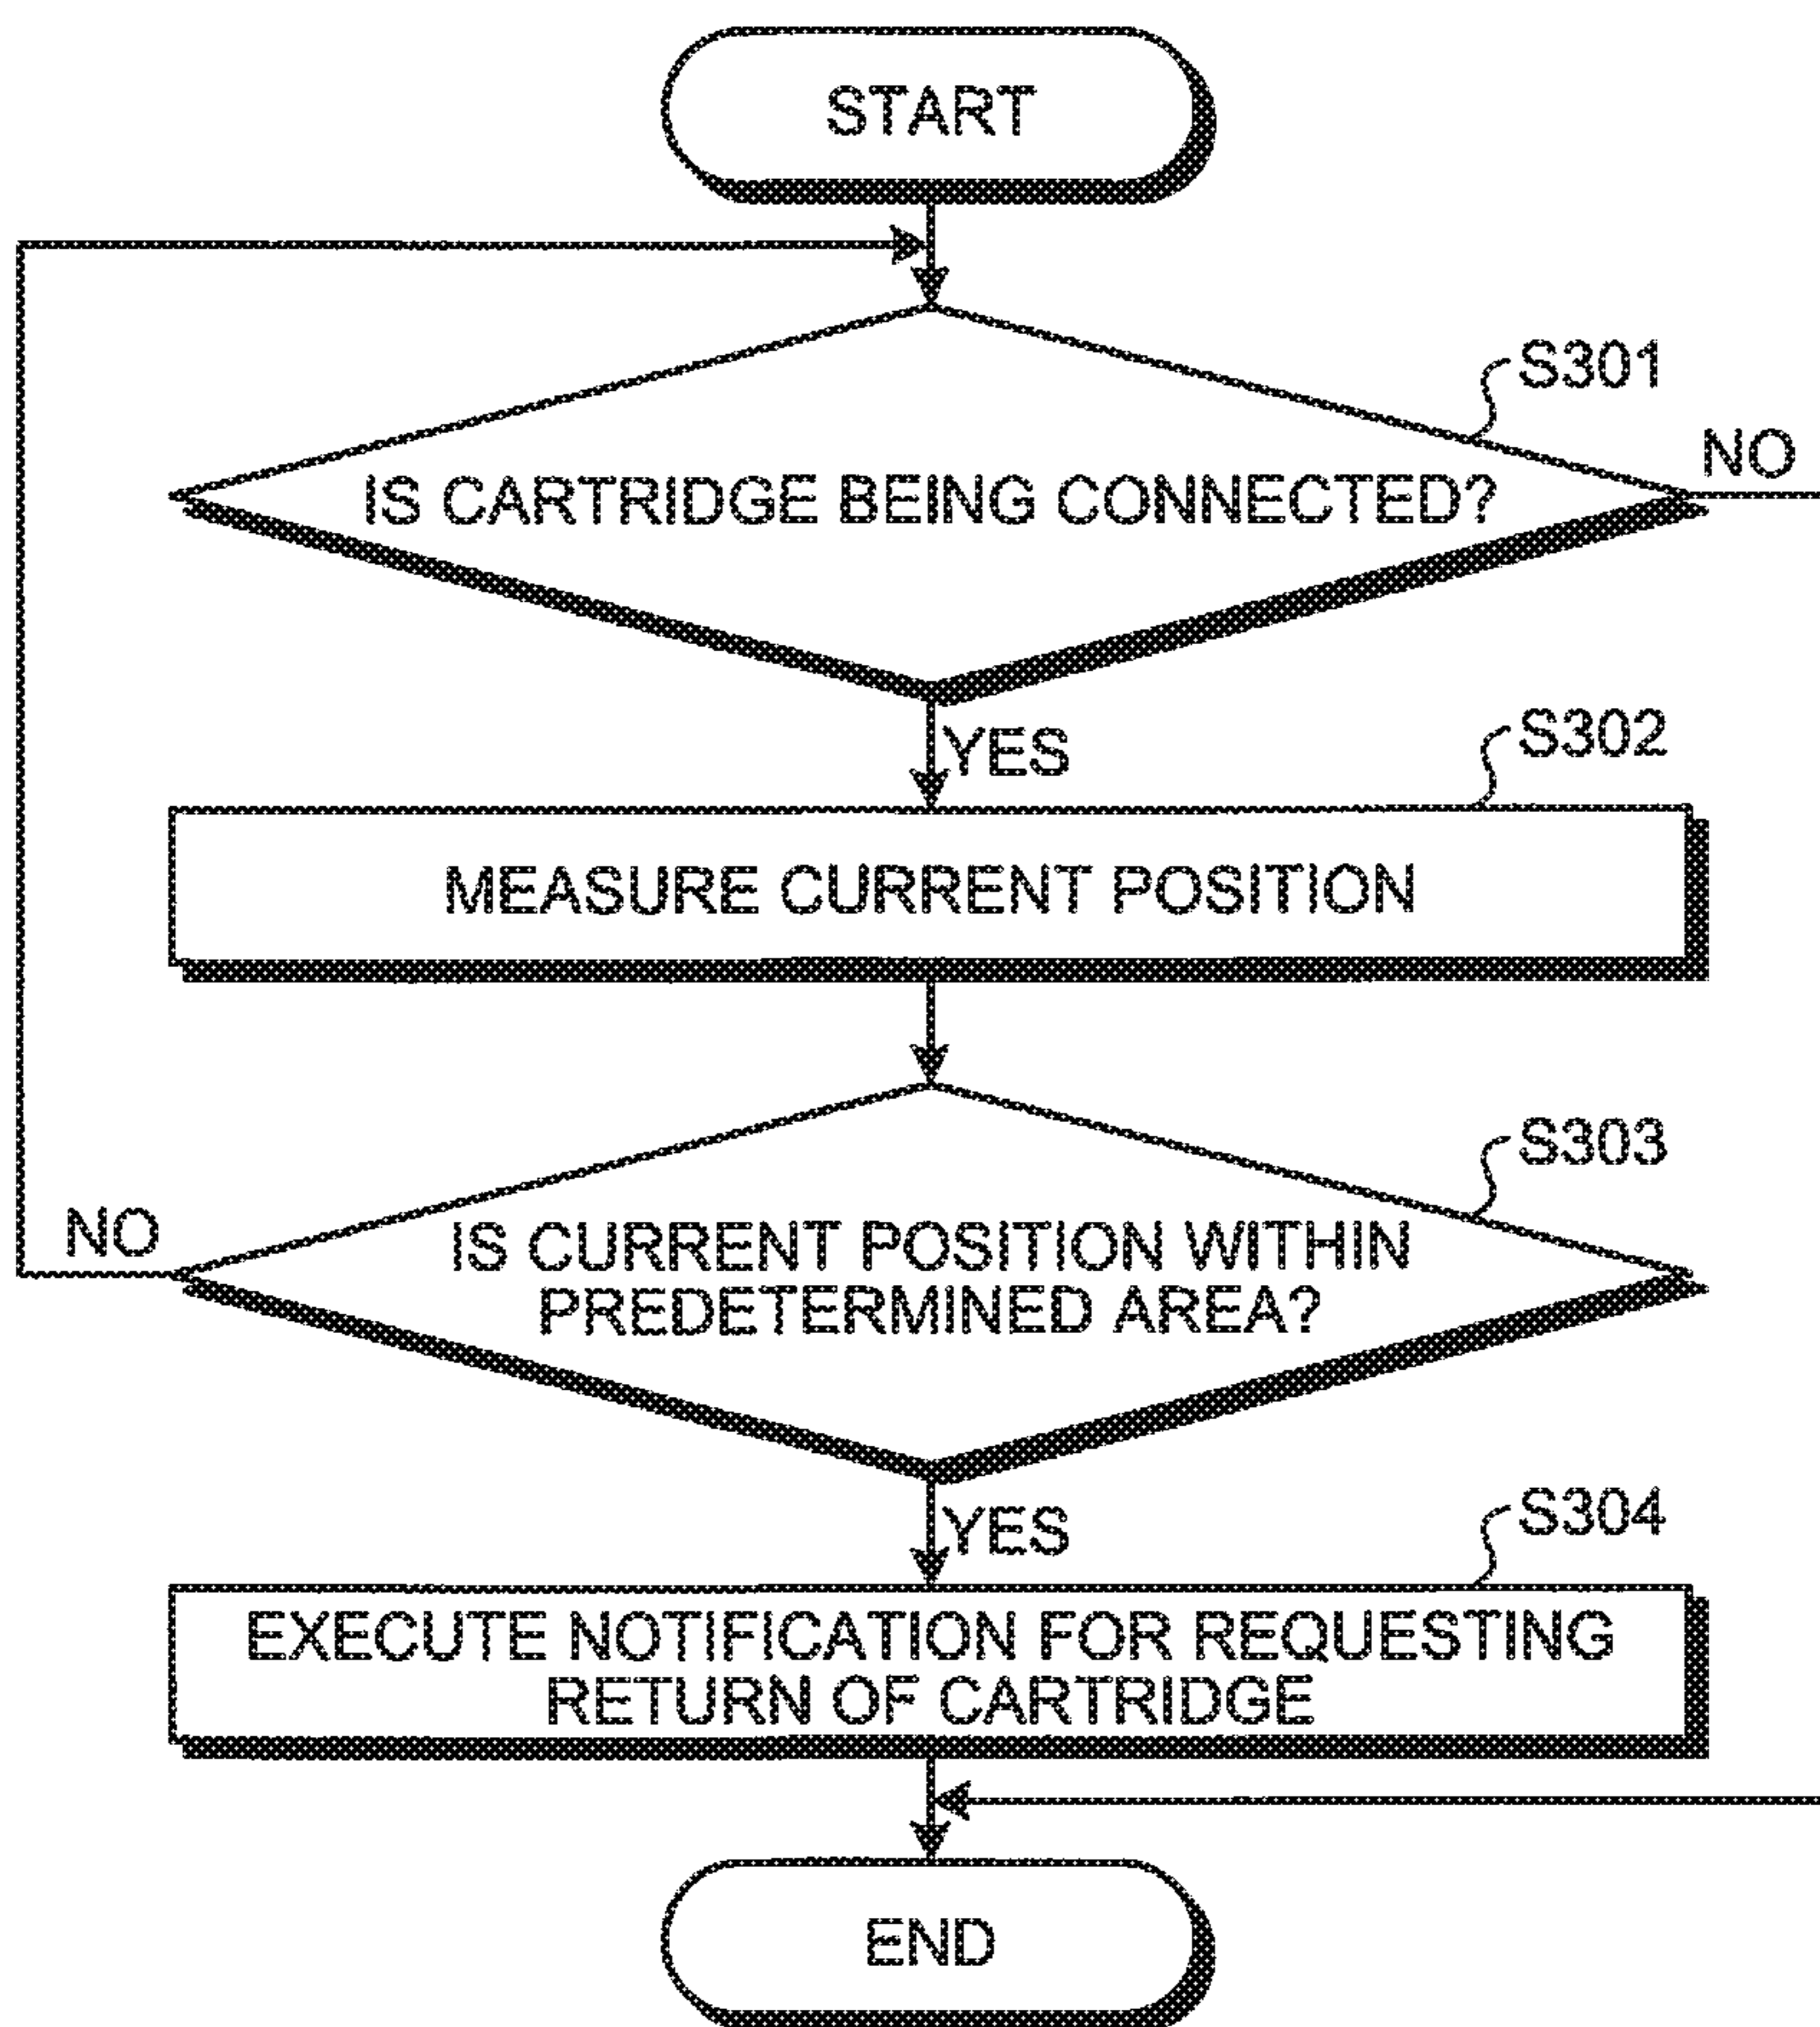 START
S301
NO
IS CARTRIDGE BEING CONNECTED?
YES
S302
MEASURE CURRENT POSITION
S303
NO
IS CURRENT POSITION WITHIN
PREDETERMINED AREA?
YES
S304
EXECUTE NOTIFICATION FOR REQUESTING
RETURN OF CARTRIDGE
END